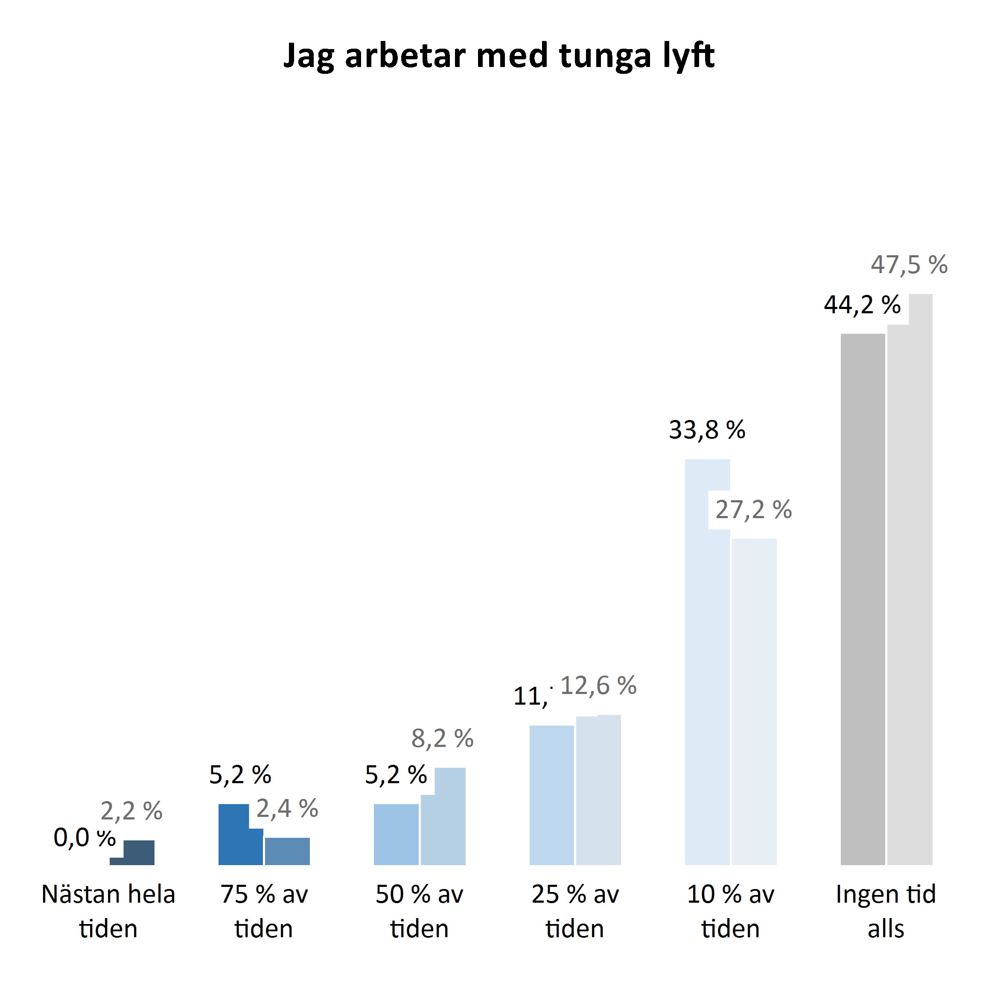 Jag arbetar med tunga lyft
47,5 %
44,2 %
33,8 %
27,2 %
12,6 %
11,
8,2 %
5,2 %
5,2 %
2,4 %
2,2 %
0,0 %
Nästan hela
tiden
75 % av
tiden
50 % av
tiden
25 % av
tiden
10 % av
tiden
Ingen tid
alls